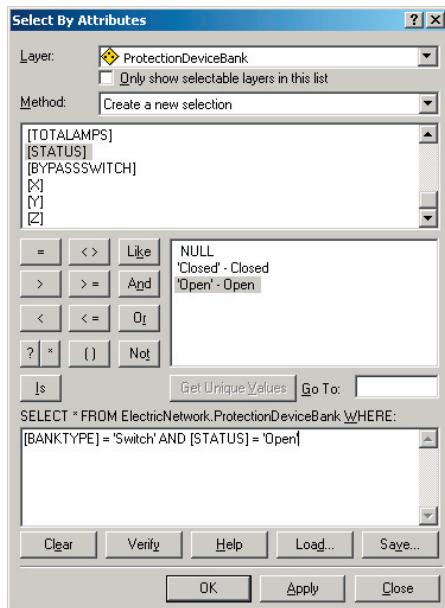 Select By Attributes
Layer: ProtectionDeviceBank
Only show selectable layers in this list
Method: Create a new selection
[TOTALAMPS]
[STATUS]
[BYPASSSWITCH]
[X]
[Y]
[Z]
= < > Like
> > = And
< < = Or
? * ( ) Not
Is
NULL
'Closed' - Closed
'Open' - Open
Get Unique Values Go To:
SELECT * FROM ElectricNetwork.ProtectionDeviceBank WHERE:
[BANKTYPE] = 'Switch' AND [STATUS] = 'Open'
Clear Verify Help Load... Save...
OK Apply Close